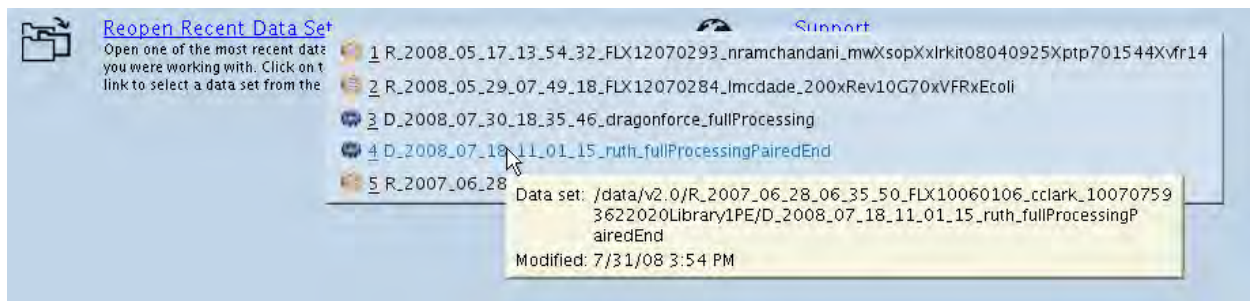 Reopen Recent Data Set
Support
Open one of the most recent data
you were working with. Click on t
link to select a data set from the
1 R_2008_05_17_13_54_32_FLX12070293_nramchandani_mwXsopXxlrkit08040925Xptp701544Xvfr14
2 R_2008_05_29_07_49_18_FLX12070284_lmcdade_200xRev10G70xVFRxEcoli
3 D_2008_07_30_18_35_46_dragonforce_fullProcessing
4 D_2008_07_18_11_01_15_ruth_fullProcessingPairedEnd
5 R_2007_06_28
Data set: /data/v2.0/R_2007_06_28_06_35_50_FLX10060106_cclark_10070759
3622020Library1PE/D_2008_07_18_11_01_15_ruth_fullProcessingP
airedEnd
Modified: 7/31/08 3:54 PM